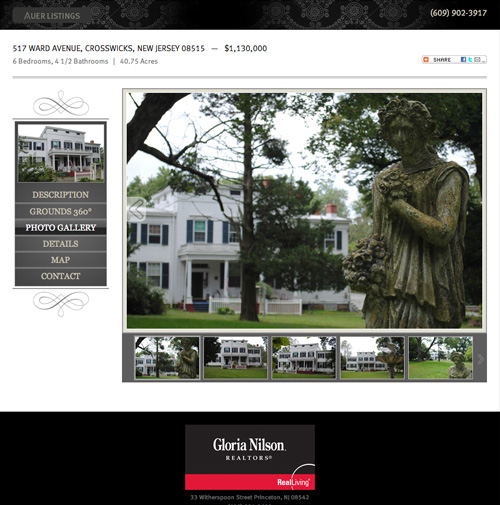 AUER LISTINGS
(609) 902-3917
517 WARD AVENUE, CROSSWICKS, NEW JERSEY 08515 — $1,130,000
6 Bedrooms, 4 1/2 Bathrooms | 40.75 Acres
SHARE
DESCRIPTION
GROUNDS 360°
PHOTO GALLERY
DETAILS
MAP
CONTACT
Gloria Nilson
REALTORS®
RealLiving
33 Witherspoon Street Princeton, NJ 08542